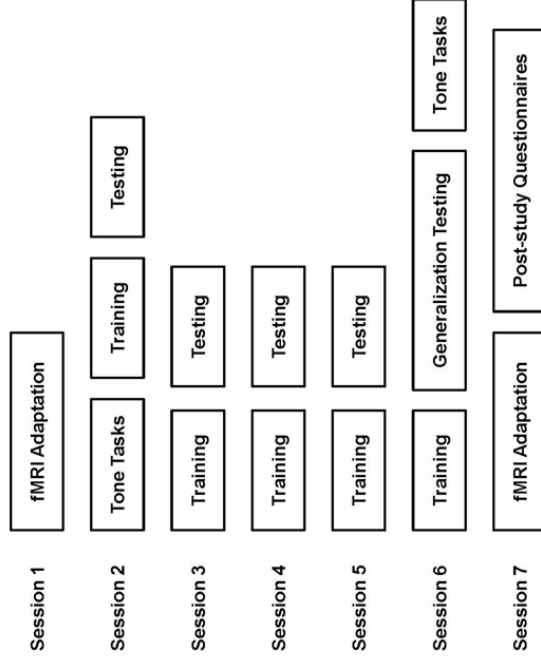 Session 1
fMRI Adaptation
Session 2
Tone Tasks
Training
Testing
Session 3
Training
Testing
Session 4
Training
Testing
Session 5
Training
Testing
Session 6
Training
Generalization Testing
Tone Tasks
Session 7
fMRI Adaptation
Post-study Questionnaires